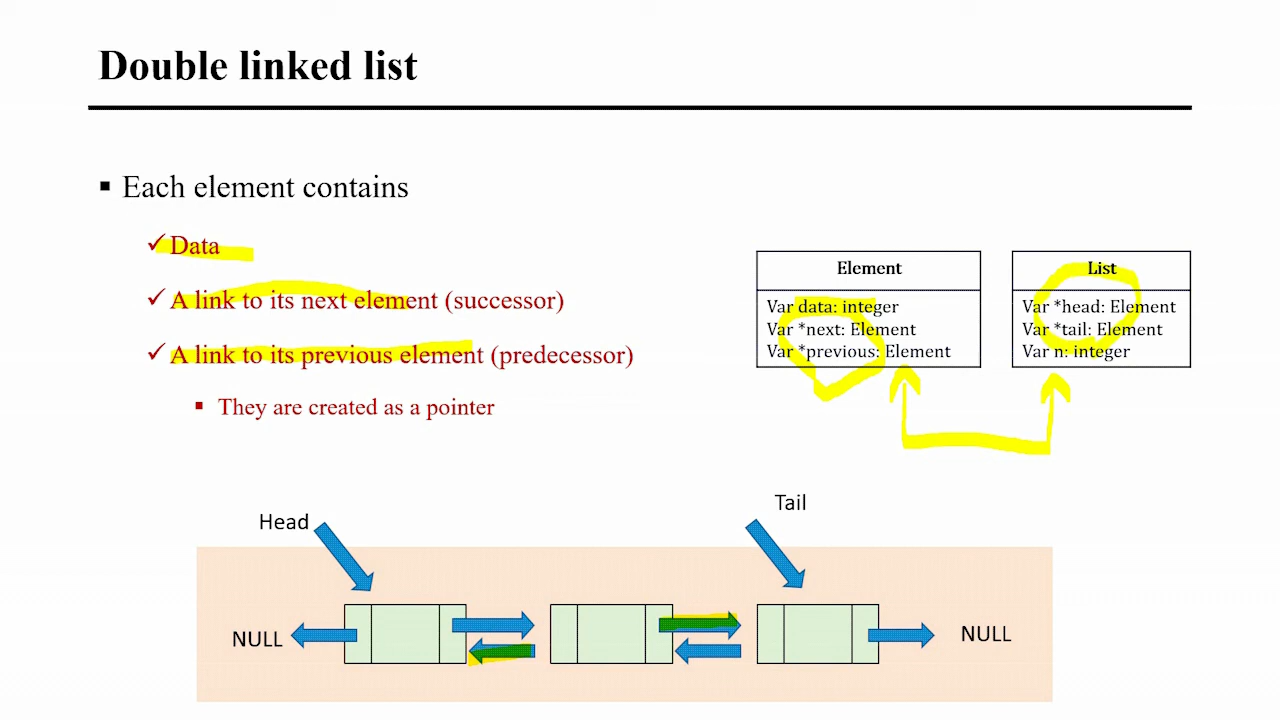 Double linked list
▪ Each element contains
✓ Data
✓ A link to its next element (successor)
✓ A link to its previous element (predecessor)
▪ They are created as a pointer
Element
Var data: integer
Var *next: Element
Var *previous: Element
List
Var *head: Element
Var *tail: Element
Var n: integer
Head
Tail
NULL
NULL